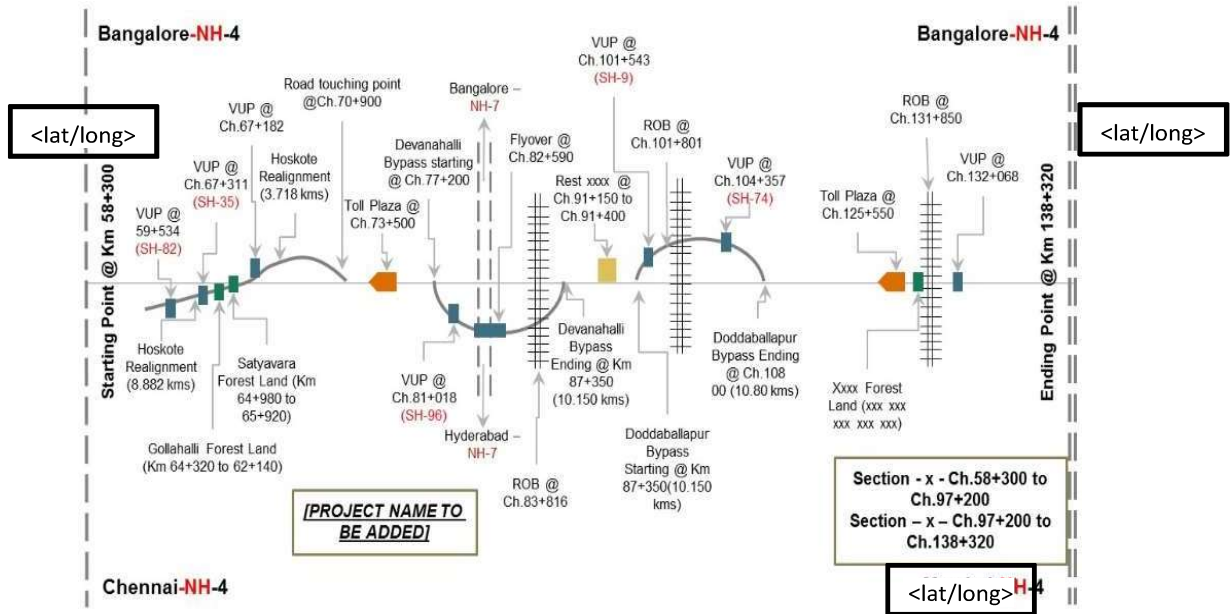 Bangalore-NH-4
Bangalore-NH-4
<lat/long>
<lat/long>
Starting Point @ Km 58+300
Ending Point @ Km 138+320
VUP @
59+534
(SH-82)
VUP @
Ch.67+311
(SH-35)
VUP @
Ch.67+182
Hoskote
Realignment
(3.718 kms)
Road touching point
@Ch.70+900
Toll Plaza @
Ch.73+500
Devanahalli
Bypass starting
@ Ch.77+200
Bangalore –
NH-7
Flyover @
Ch.82+590
Rest xxxx @
Ch.91+150 to
Ch.91+400
VUP @
Ch.101+543
(SH-9)
ROB @
Ch.101+801
VUP @
Ch.104+357
(SH-74)
Toll Plaza @
Ch.125+550
ROB @
Ch.131+850
VUP @
Ch.132+068
Hoskote
Realignment
(8.882 kms)
Satyavara
Forest Land (Km
64+980 to
65+920)
Gollahalli Forest Land
(Km 64+320 to 62+140)
VUP @
Ch.81+018
(SH-96)
Hyderabad –
NH-7
ROB @
Ch.83+816
Devanahalli
Bypass
Ending @ Km
87+350
(10.150 kms)
Doddaballapur
Bypass
Starting @ Km
87+350(10.150
kms)
Doddaballapur
Bypass Ending
@ Ch.108
00 (10.80 kms)
Xxxx Forest
Land (xxx xxx
xxx xxx xxx)
[PROJECT NAME TO
BE ADDED]
Section - x - Ch.58+300 to
Ch.97+200
Section – x – Ch.97+200 to
Ch.138+320
Chennai-NH-4
<lat/long>
H-4